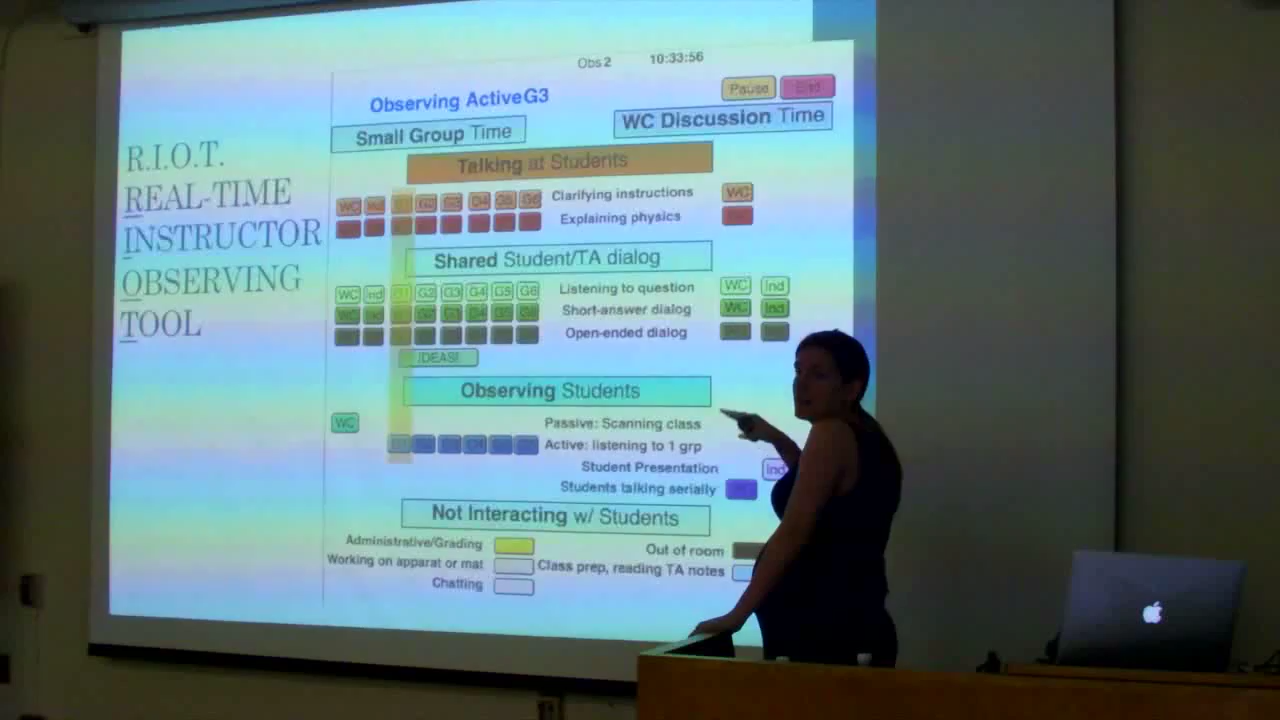 R.I.O.T.
REAL-TIME
INSTRUCTOR
OBSERVING
TOOL
Obs 2 10:33:56
Observing ActiveG3
Pause End
Small Group Time
WC Discussion Time
Talking at Students
WC Ind G2 G3 G4 G5 G6 Clarifying instructions WC
Explaining physics
Shared Student/TA dialog
WC Ind G1 G2 G3 G4 G5 G6 Listening to question WC Ind
WC Short-answer dialog WC Ind
Open-ended dialog
IDEAS!
Observing Students
WC Passive: Scanning class
Active: listening to 1 grp
Student Presentation Ind
Students talking serially
Not Interacting w/ Students
Administrative/Grading Out of room
Working on apparat or mat Class prep, reading TA notes
Chatting